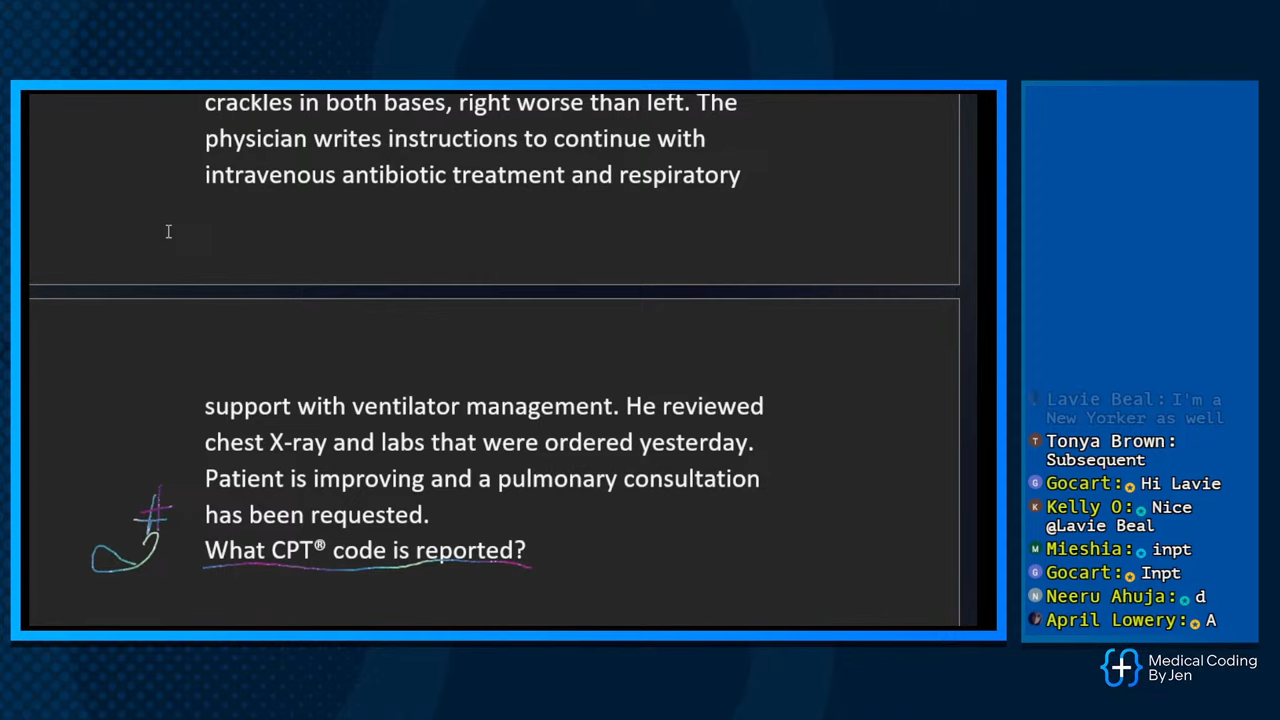 crackles in both bases, right worse than left. The
physician writes instructions to continue with
intravenous antibiotic treatment and respiratory
support with ventilator management. He reviewed
chest X-ray and labs that were ordered yesterday.
Patient is improving and a pulmonary consultation
has been requested.
#
What CPT® code is reported?
Lavie Beal: I'm a
New Yorker as well
T Tonya Brown:
Subsequent
G Gocart: Hi Lavie
K Kelly O: Nice
@Lavie Beal
M Mieshia: inpt
G Gocart: Inpt
N Neeru Ahuja: d
April Lowery: A
Medical Coding
By Jen